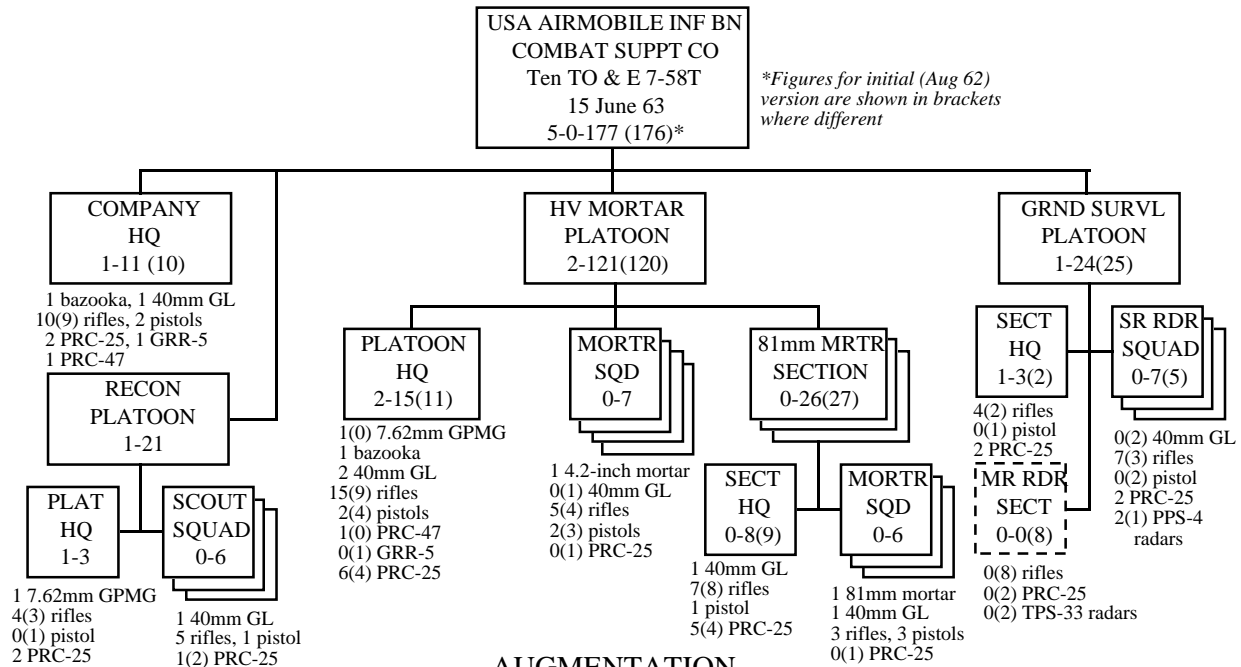 USA AIRMOBILE INF BN
COMBAT SUPPT CO
Ten TO & E 7-58T
15 June 63
5-0-177 (176)*
*Figures for initial (Aug 62)
version are shown in brackets
where different
COMPANY
HQ
1-11 (10)
1 bazooka, 1 40mm GL
10(9) rifles, 2 pistols
2 PRC-25, 1 GRR-5
1 PRC-47
HV MORTAR
PLATOON
2-121(120)
GRND SURVL
PLATOON
1-24(25)
RECON
PLATOON
1-21
PLAT
HQ
1-3
1 7.62mm GPMG
4(3) rifles
0(1) pistol
2 PRC-25
SCOUT
SQUAD
0-6
1 40mm GL
5 rifles, 1 pistol
1(2) PRC-25
PLATOON
HQ
2-15(11)
1(0) 7.62mm GPMG
1 bazooka
2 40mm GL
15(9) rifles
2(4) pistols
1(0) PRC-47
0(1) GRR-5
6(4) PRC-25
MORTR
SQD
0-7
1 4.2-inch mortar
0(1) 40mm GL
5(4) rifles
2(3) pistols
0(1) PRC-25
81mm MRTR
SECTION
0-26(27)
SECT
HQ
0-8(9)
1 40mm GL
7(8) rifles
1 pistol
5(4) PRC-25
MORTR
SQD
0-6
1 81mm mortar
1 40mm GL
3 rifles, 3 pistols
0(1) PRC-25
SECT
HQ
1-3(2)
4(2) rifles
0(1) pistol
2 PRC-25
SR RDR
SQUAD
0-7(5)
0(2) 40mm GL
7(3) rifles
0(2) pistol
2 PRC-25
2(1) PPS-4
radars
MR RDR
SECT
0-0(8)
0(8) rifles
0(2) PRC-25
0(2) TPS-33 radars
AUGMENTATION